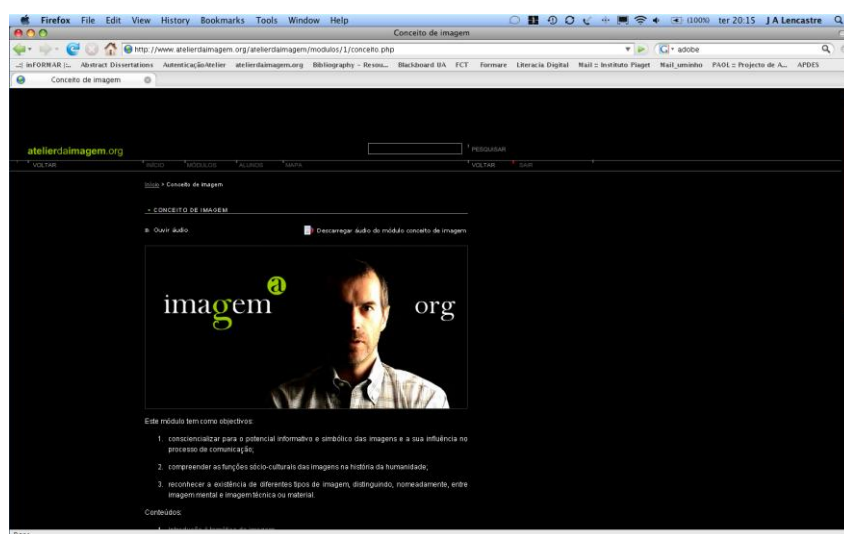 Firefox File Edit View History Bookmarks Tools Window Help (100%) ter 20:15 J A Lencastre
Conceito de imagem
http://www.atelierdaimagem.org/atelierdaimagem/modulos/1/conceito.php adobe
inFORMAR Abstract Dissertations AutenticaçãoAtelier atelierdaimagem.org Bibliography - Resou... Blackboard UA FCT Formare Literacia Digital Mail :: Instituto Piaget Mail_uminho PAOL :: Projecto de A... APDES
Conceito de imagem
atelierdaimagem.org PESQUISAR
VOLTAR INÍCIO MÓDULOS ALUNOS MAPA VOLTAR SAIR
Início > Conceito de imagem
CONCEITO DE IMAGEM
Ouvir áudio Descarregar áudio do módulo conceito de imagem
imagem a org
Este módulo tem como objectivos:
1. consciencializar para o potencial informativo e simbólico das imagens e a sua influência no
processo de comunicação;
2. compreender as funções sócio-culturais das imagens na história da humanidade;
3. reconhecer a existência de diferentes tipos de imagem, distinguindo, nomeadamente, entre
imagem mental e imagem técnica ou material.
Conteúdos: